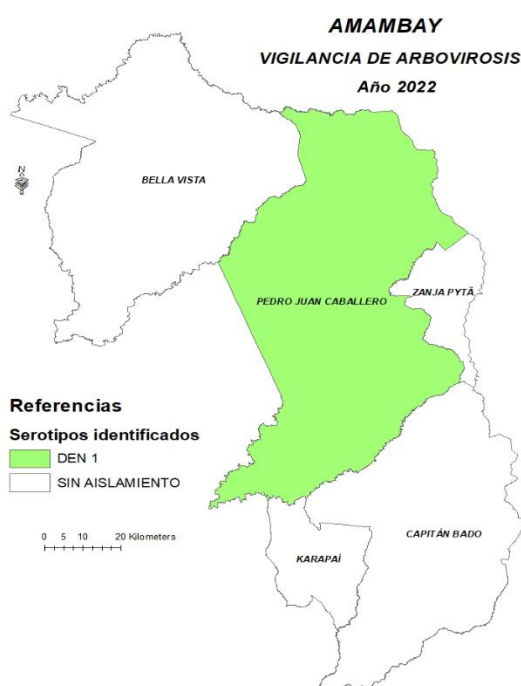 AMAMBAY
VIGILANCIA DE ARBOVIROSIS
Año 2022
N
BELLA VISTA
PEDRO JUAN CABALLERO
ZANJA PYTÃ
Referencias
Serotipos identificados
DEN 1
SIN AISLAMIENTO
0 5 10 20 Kilometers
KARAPAÍ
CAPITÁN BADO